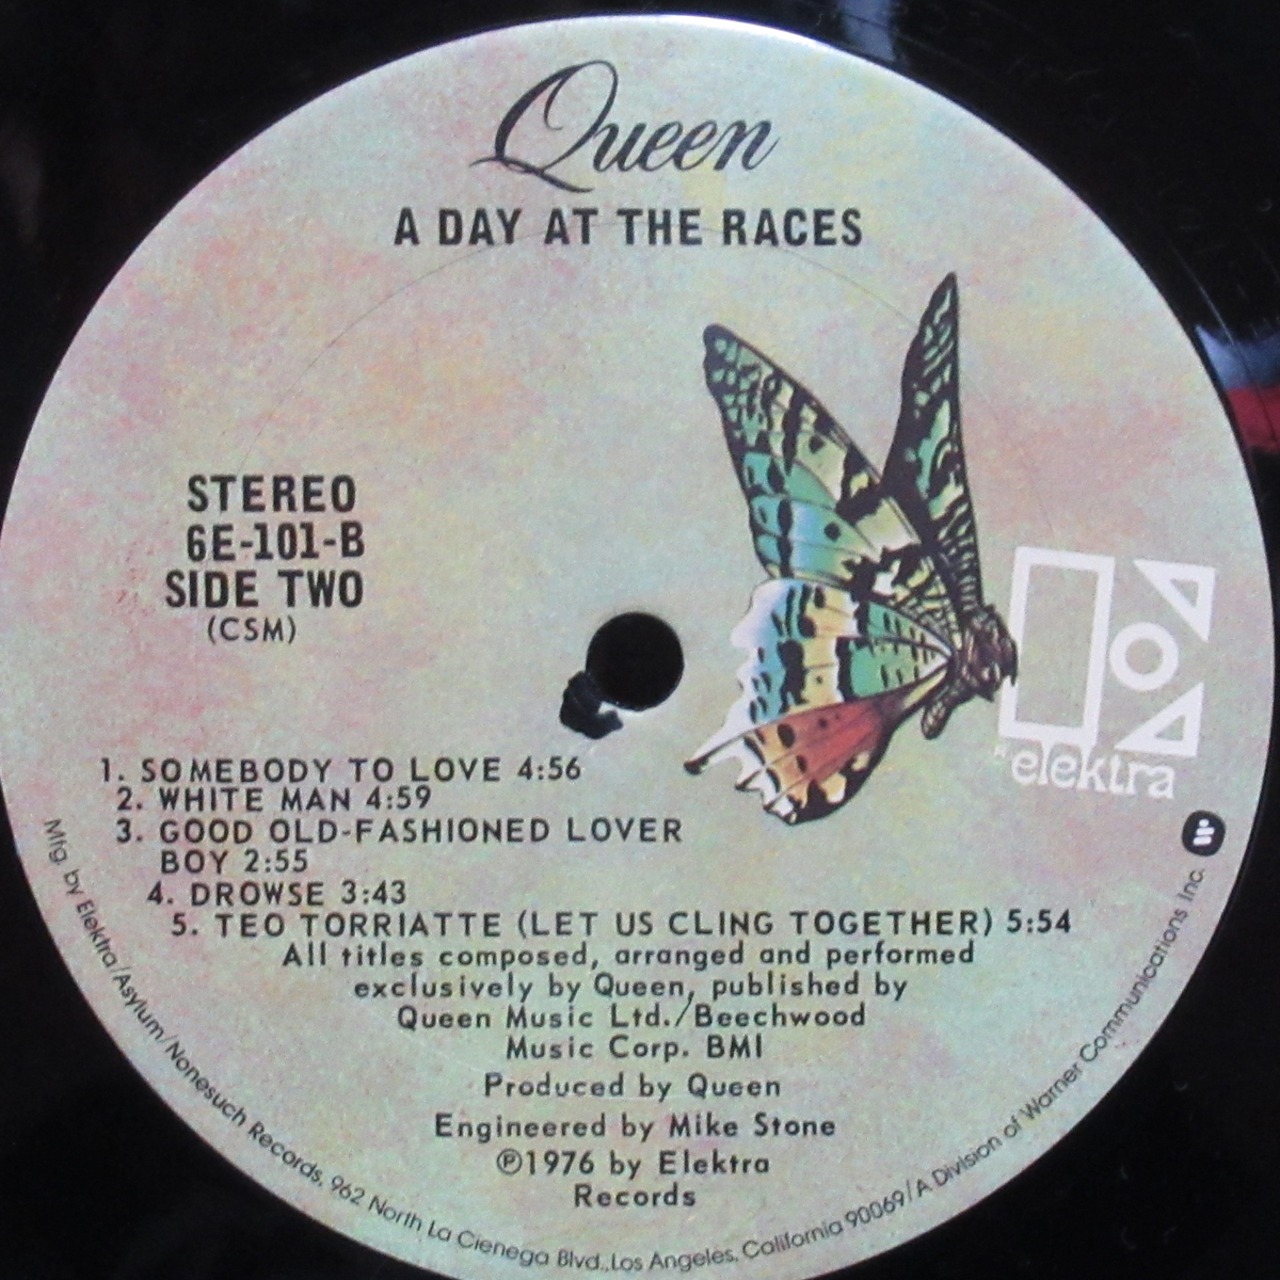 Queen
A DAY AT THE RACES
STEREO
6E-101-B
SIDE TWO
(CSM)
elektra
1. SOMEBODY TO LOVE 4:56
2. WHITE MAN 4:59
3. GOOD OLD-FASHIONED LOVER
BOY 2:55
4. DROWSE 3:43
5. TEO TORRIATTE (LET US CLING TOGETHER) 5:54
All titles composed, arranged and performed
exclusively by Queen, published by
Queen Music Ltd./Beechwood
Music Corp. BMI
Produced by Queen
Engineered by Mike Stone
℗1976 by Elektra
Records
Mfg. by Elektra/Asylum/Nonesuch Records, 962 North La Cienega Blvd., Los Angeles, California 90069/A Division of Warner Communications Inc.